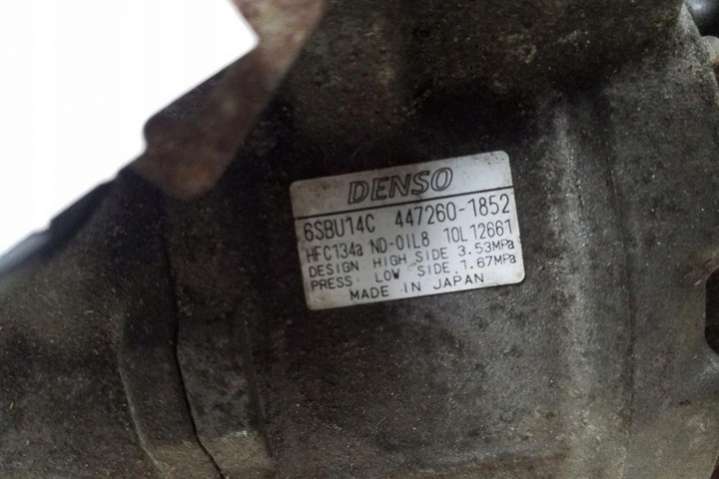 DENSO
6SBU14C 447260-1852
HFC134a ND-OIL8 10L12661
DESIGN HIGH SIDE 3.53MPa
PRESS. LOW SIDE 1.67MPa
MADE IN JAPAN